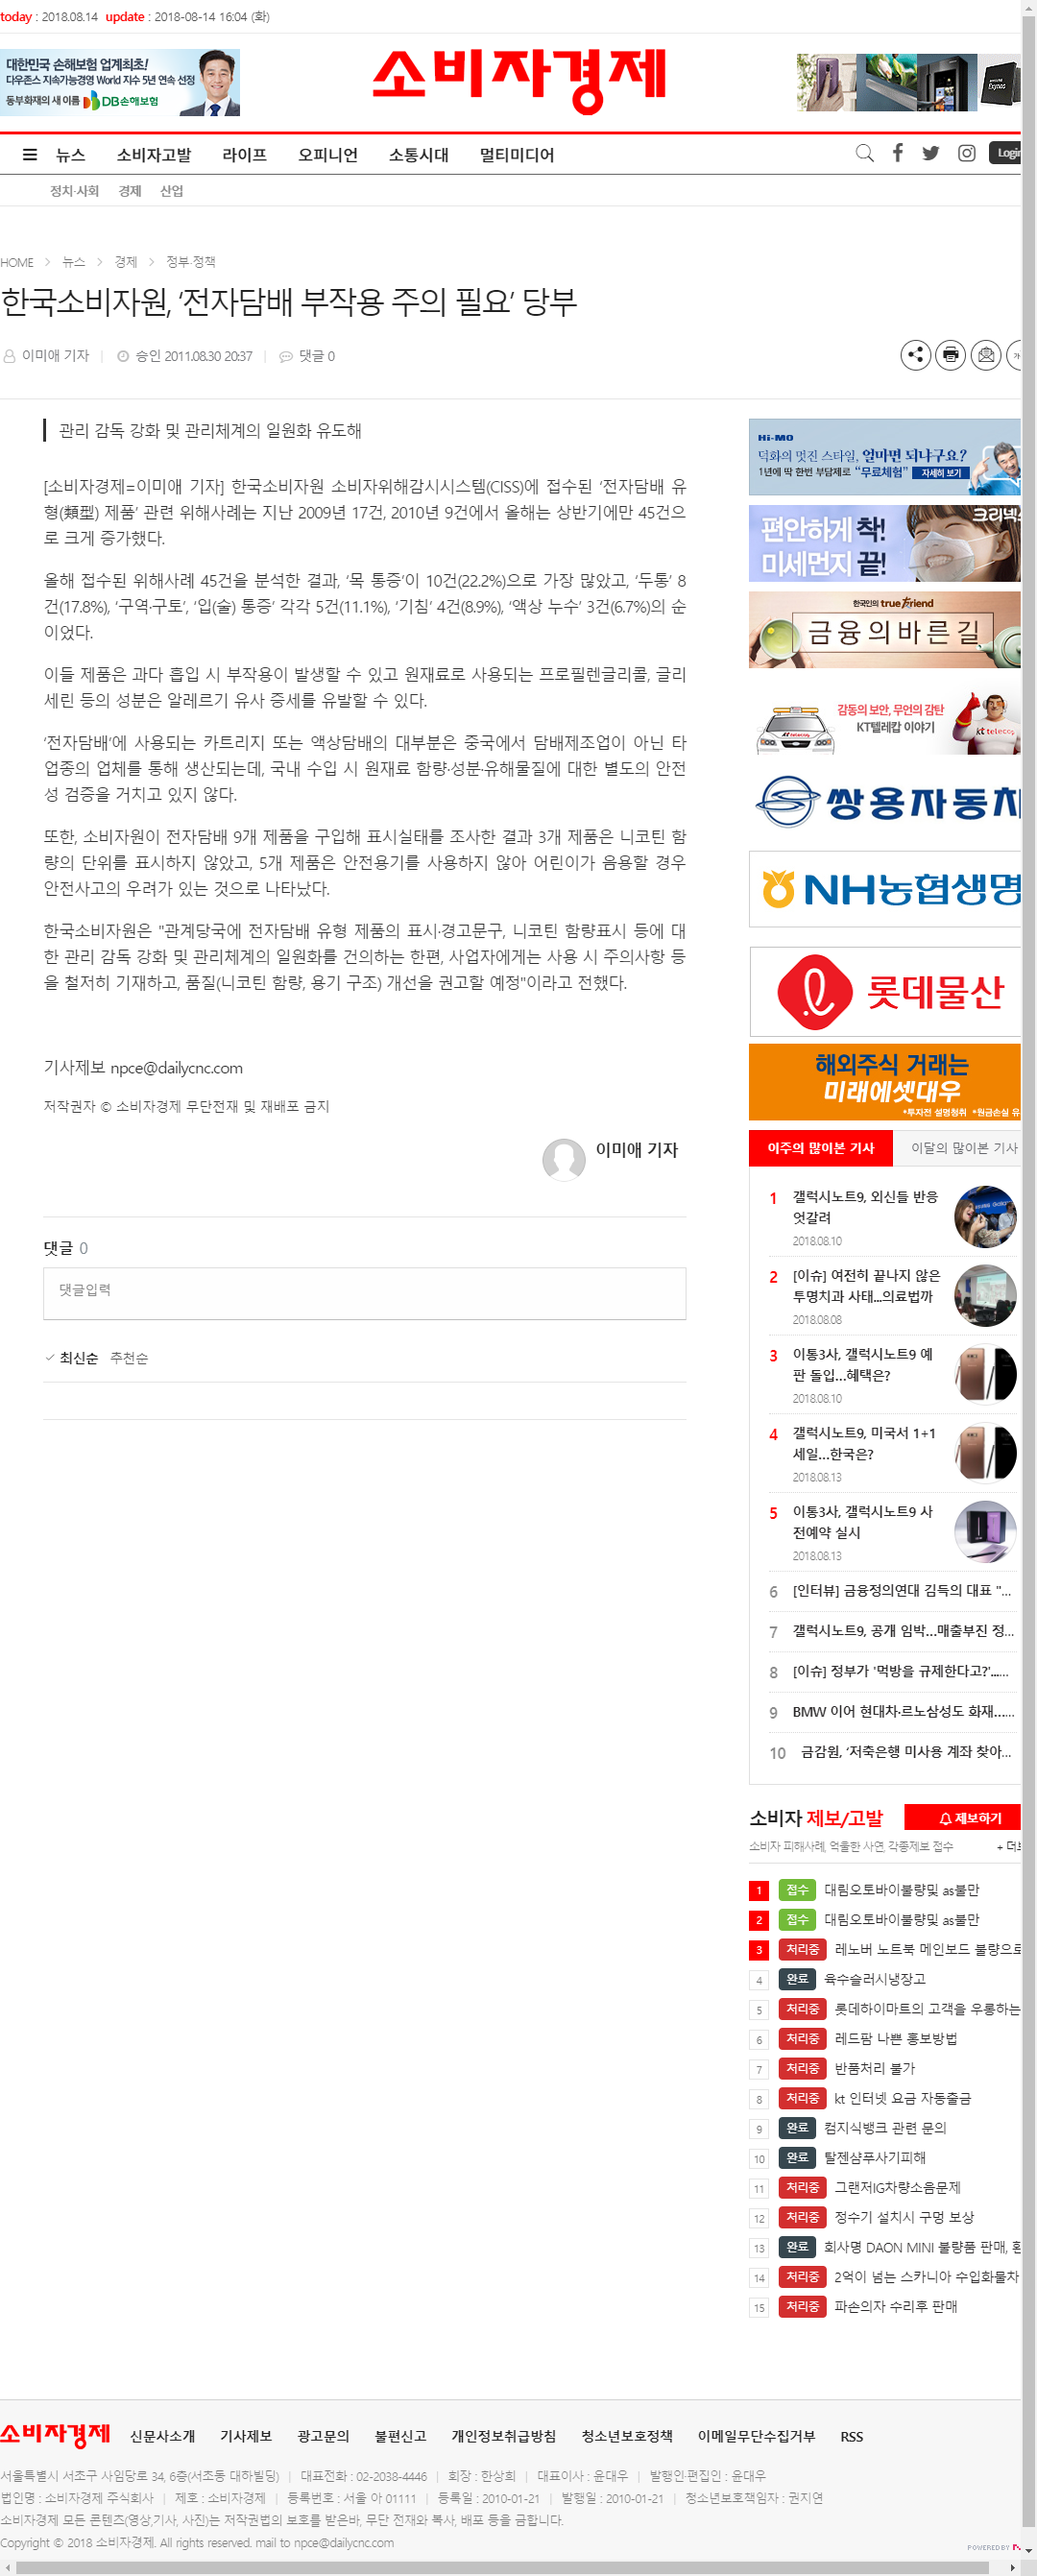 today : 2018.08.14 update : 2018-08-14 16:04 (화)
대한민국 손해보험 업계최초!
다우존스 지속가능경영 World 지수 5년 연속 선정
동부화재의 새 이름 DB손해보험
소비자경제
Exynos
뉴스 소비자고발 라이프 오피니언 소통시대 멀티미디어
Login
정치·사회 경제 산업
HOME 뉴스 경제 정부·정책
한국소비자원, ‘전자담배 부작용 주의 필요’ 당부
이미애 기자 승인 2011.08.30 20:37 댓글 0
가
관리 감독 강화 및 관리체계의 일원화 유도해
[소비자경제=이미애 기자] 한국소비자원 소비자위해감시시스템(CISS)에 접수된 ‘전자담배 유
형(類型) 제품’ 관련 위해사례는 지난 2009년 17건, 2010년 9건에서 올해는 상반기에만 45건으
로 크게 증가했다.
올해 접수된 위해사례 45건을 분석한 결과, ‘목 통증’이 10건(22.2%)으로 가장 많았고, ‘두통’ 8
건(17.8%), ‘구역·구토’, ‘입(술) 통증’ 각각 5건(11.1%), ‘기침’ 4건(8.9%), ‘액상 누수’ 3건(6.7%)의 순
이었다.
이들 제품은 과다 흡입 시 부작용이 발생할 수 있고 원재료로 사용되는 프로필렌글리콜, 글리
세린 등의 성분은 알레르기 유사 증세를 유발할 수 있다.
‘전자담배’에 사용되는 카트리지 또는 액상담배의 대부분은 중국에서 담배제조업이 아닌 타
업종의 업체를 통해 생산되는데, 국내 수입 시 원재료 함량·성분·유해물질에 대한 별도의 안전
성 검증을 거치고 있지 않다.
또한, 소비자원이 전자담배 9개 제품을 구입해 표시실태를 조사한 결과 3개 제품은 니코틴 함
량의 단위를 표시하지 않았고, 5개 제품은 안전용기를 사용하지 않아 어린이가 음용할 경우
안전사고의 우려가 있는 것으로 나타났다.
한국소비자원은 "관계당국에 전자담배 유형 제품의 표시·경고문구, 니코틴 함량표시 등에 대
한 관리 감독 강화 및 관리체계의 일원화를 건의하는 한편, 사업자에게는 사용 시 주의사항 등
을 철저히 기재하고, 품질(니코틴 함량, 용기 구조) 개선을 권고할 예정"이라고 전했다.
기사제보 npce@dailycnc.com
저작권자 © 소비자경제 무단전재 및 재배포 금지
이미애 기자
댓글 0
댓글입력
최신순 추천순
Hi-MO
덕화의 멋진 스타일, 얼마면 되냐구요?
1년에 딱 한번 부담제로 “무료체험” 자세히 보기
크리넥스
편안하게 착!
미세먼지 끝!
한국인의 true Friend
금융의바른길
감동의 보안, 무언의 감탄
KT텔레캅 이야기
kt telecop
쌍용자동차
NH농협생명
롯데물산
해외주식 거래는
미래에셋대우
*투자전 설명청취 *원금손실 유
이주의 많이본 기사 이달의 많이본 기사
1 갤럭시노트9, 외신들 반응
엇갈려
2018.08.10
2 [이슈] 여전히 끝나지 않은
투명치과 사태...의료법까
2018.08.08
3 이통3사, 갤럭시노트9 예
판 돌입…혜택은?
2018.08.10
4 갤럭시노트9, 미국서 1+1
세일…한국은?
2018.08.13
5 이통3사, 갤럭시노트9 사
전예약 실시
2018.08.13
6 [인터뷰] 금융정의연대 김득의 대표 "...
7 갤럭시노트9, 공개 임박…매출부진 정...
8 [이슈] 정부가 '먹방을 규제한다고?'......
9 BMW 이어 현대차·르노삼성도 화재…...
10 금감원, ‘저축은행 미사용 계좌 찾아...
소비자 제보/고발 제보하기
소비자 피해사례, 억울한 사연, 각종제보 접수 + 더보
1 접수 대림오토바이불량및 as불만
2 접수 대림오토바이불량및 as불만
3 처리중 레노버 노트북 메인보드 불량으로
4 완료 육수슬러시냉장고
5 처리중 롯데하이마트의 고객을 우롱하는
6 처리중 레드팜 나쁜 홍보방법
7 처리중 반품처리 불가
8 처리중 kt 인터넷 요금 자동출금
9 완료 컴지식뱅크 관련 문의
10 완료 탈젠샴푸사기피해
11 처리중 그랜저IG차량소음문제
12 처리중 정수기 설치시 구멍 보상
13 완료 회사명 DAON MINI 불량품 판매, 환
14 처리중 2억이 넘는 스카니아 수입화물차
15 처리중 파손의자 수리후 판매
소비자경제 신문사소개 기사제보 광고문의 불편신고 개인정보취급방침 청소년보호정책 이메일무단수집거부 RSS
서울특별시 서초구 사임당로 34, 6층(서초동 대하빌딩) 대표전화 : 02-2038-4446 회장 : 한상희 대표이사 : 윤대우 발행인·편집인 : 윤대우
법인명 : 소비자경제 주식회사 제호 : 소비자경제 등록번호 : 서울 아 01111 등록일 : 2010-01-21 발행일 : 2010-01-21 청소년보호책임자 : 권지연
소비자경제 모든 콘텐츠(영상,기사, 사진)는 저작권법의 보호를 받은바, 무단 전재와 복사, 배포 등을 금합니다.
Copyright © 2018 소비자경제. All rights reserved. mail to npce@dailycnc.com
POWERED BY